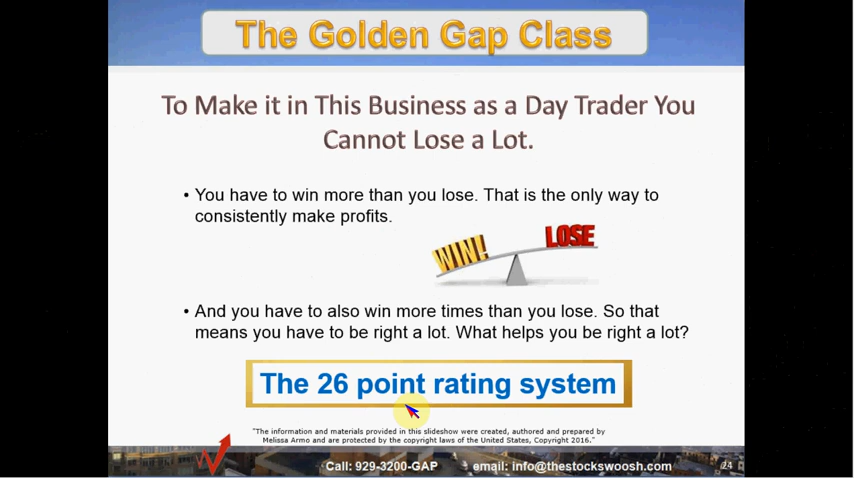 The Golden Gap Class
To Make it in This Business as a Day Trader You
Cannot Lose a Lot.
• You have to win more than you lose. That is the only way to
consistently make profits.
WIN!
LOSE
• And you have to also win more times than you lose. So that
means you have to be right a lot. What helps you be right a lot?
The 26 point rating system
"The information and materials provided in this slideshow were created, authored and prepared by
Melissa Armo and are protected by the copyright laws of the United States, Copyright 2016."
Call: 929-3200-GAP email: info@thestockswoosh.com 24